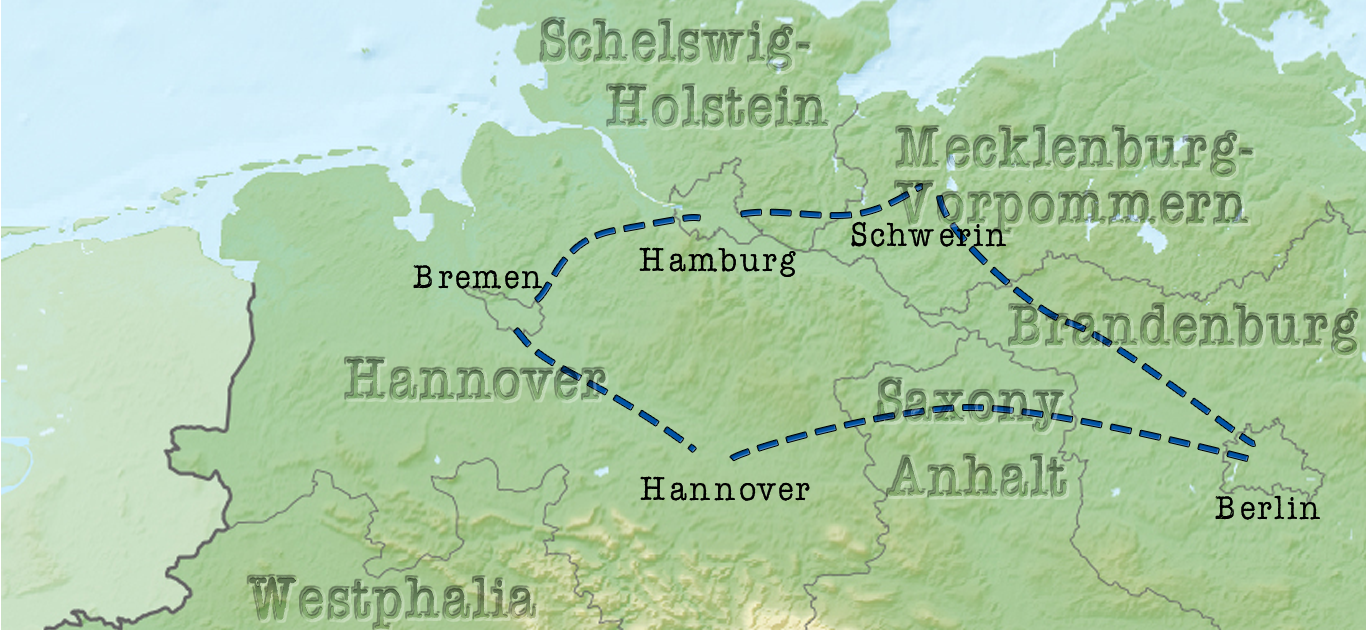 Schelswig-
Holstein
Mecklenburg-
Vorpommern
Schwerin
Hamburg
Bremen
Brandenburg
Hannover
Saxony
Anhalt
Hannover
Berlin
Westphalia